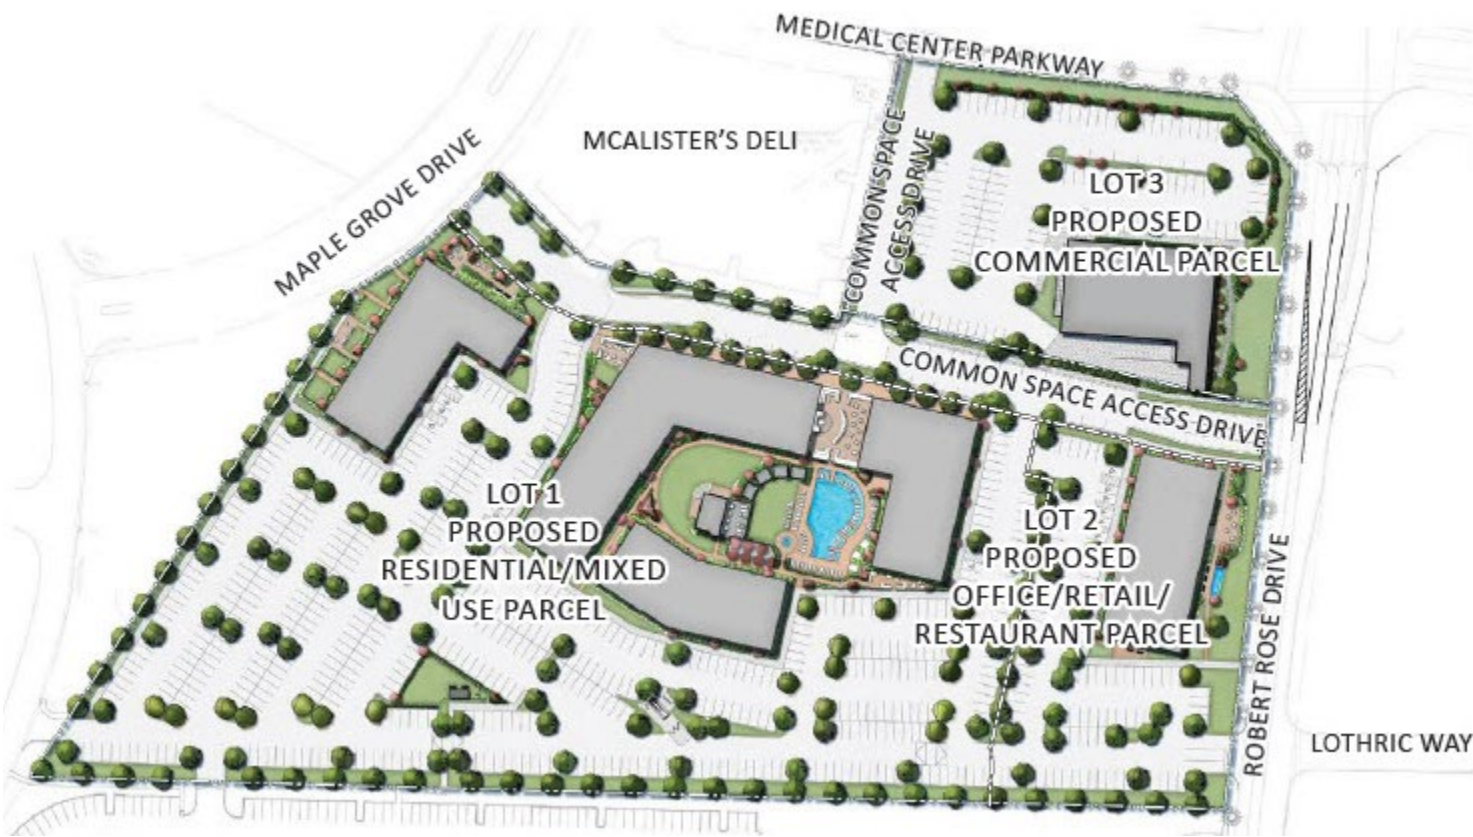 MEDICAL CENTER PARKWAY
MCALISTER'S DELI
MAPLE GROVE DRIVE
COMMON SPACE
ACCESS DRIVE
LOT 3
PROPOSED
COMMERCIAL PARCEL
COMMON SPACE ACCESS DRIVE
LOT 1
PROPOSED
RESIDENTIAL/MIXED
USE PARCEL
LOT 2
PROPOSED
OFFICE/RETAIL/
RESTAURANT PARCEL
ROBERT ROSE DRIVE
LOTHRIC WAY